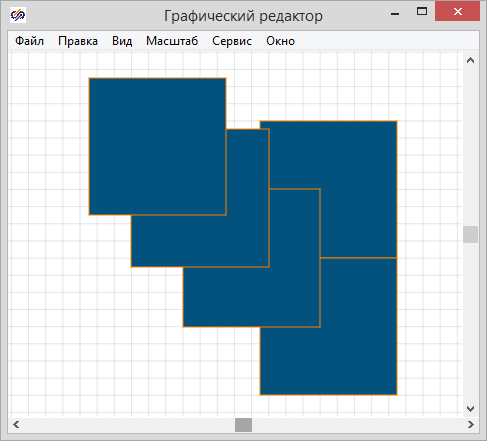 Графический редактор
Файл Правка Вид Масштаб Сервис Окно